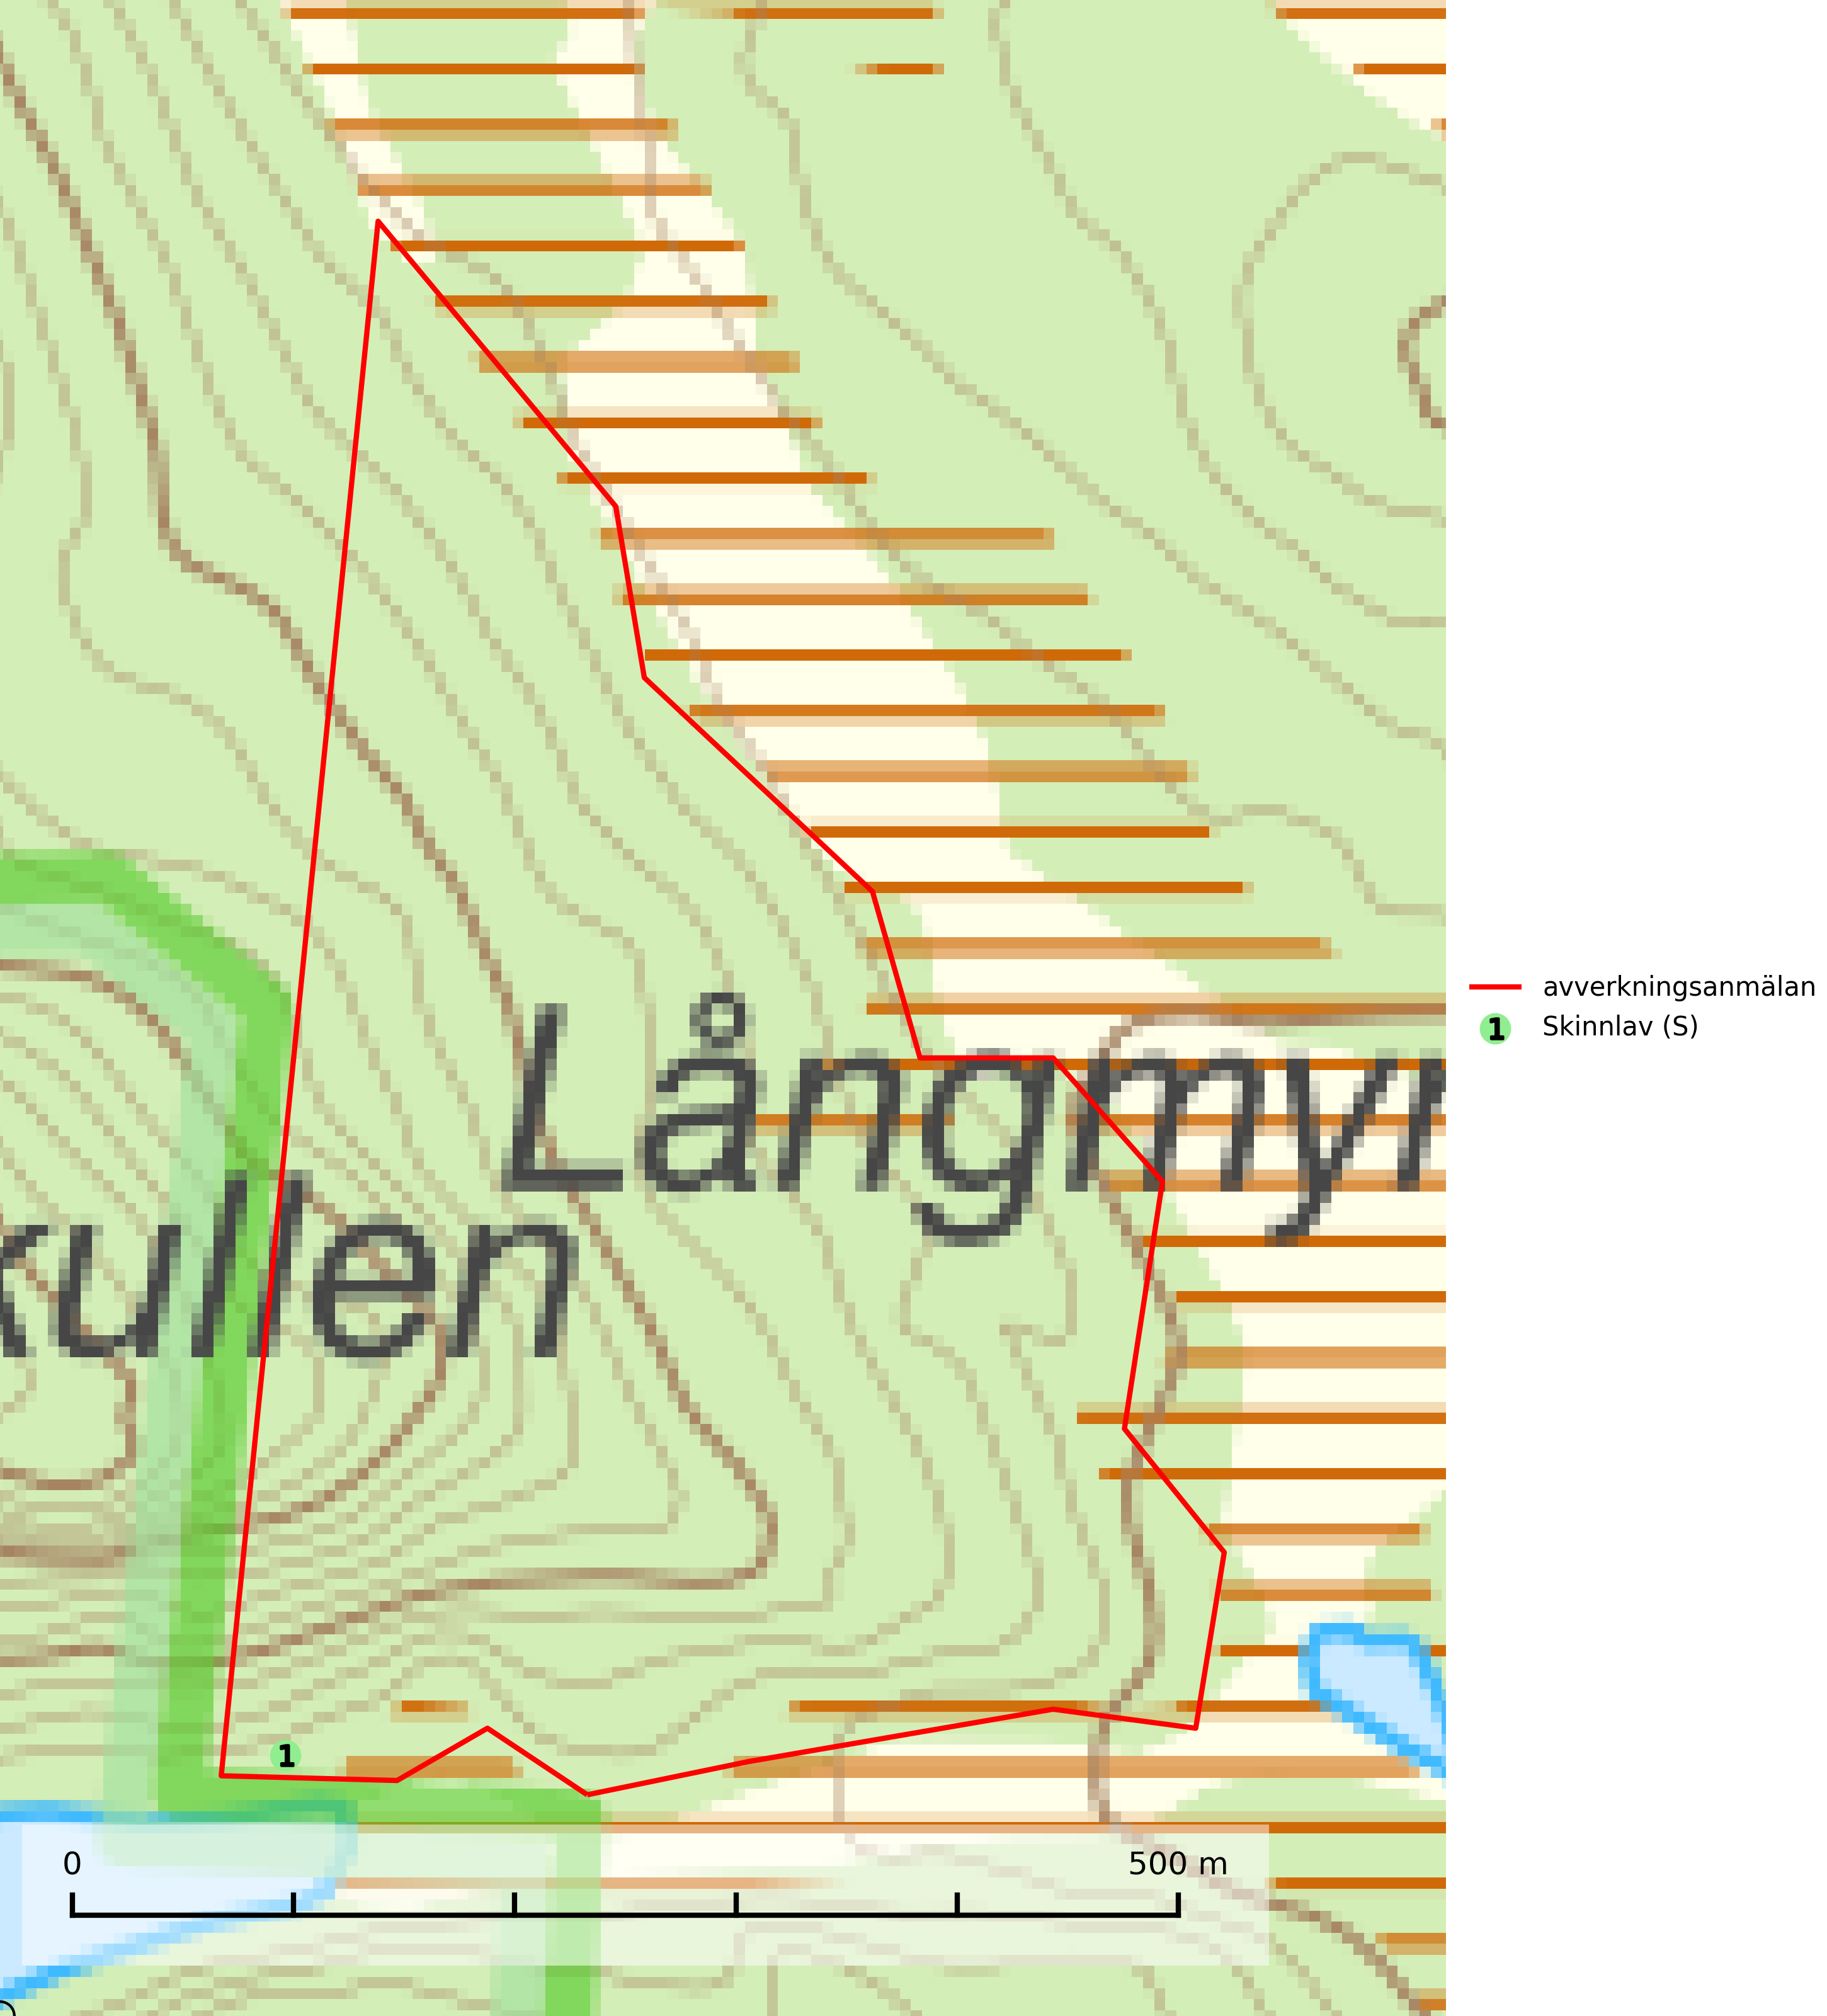 Långmyr
kullen
avverkningsanmälan
1 Skinnlav (S)
1
0 500 m